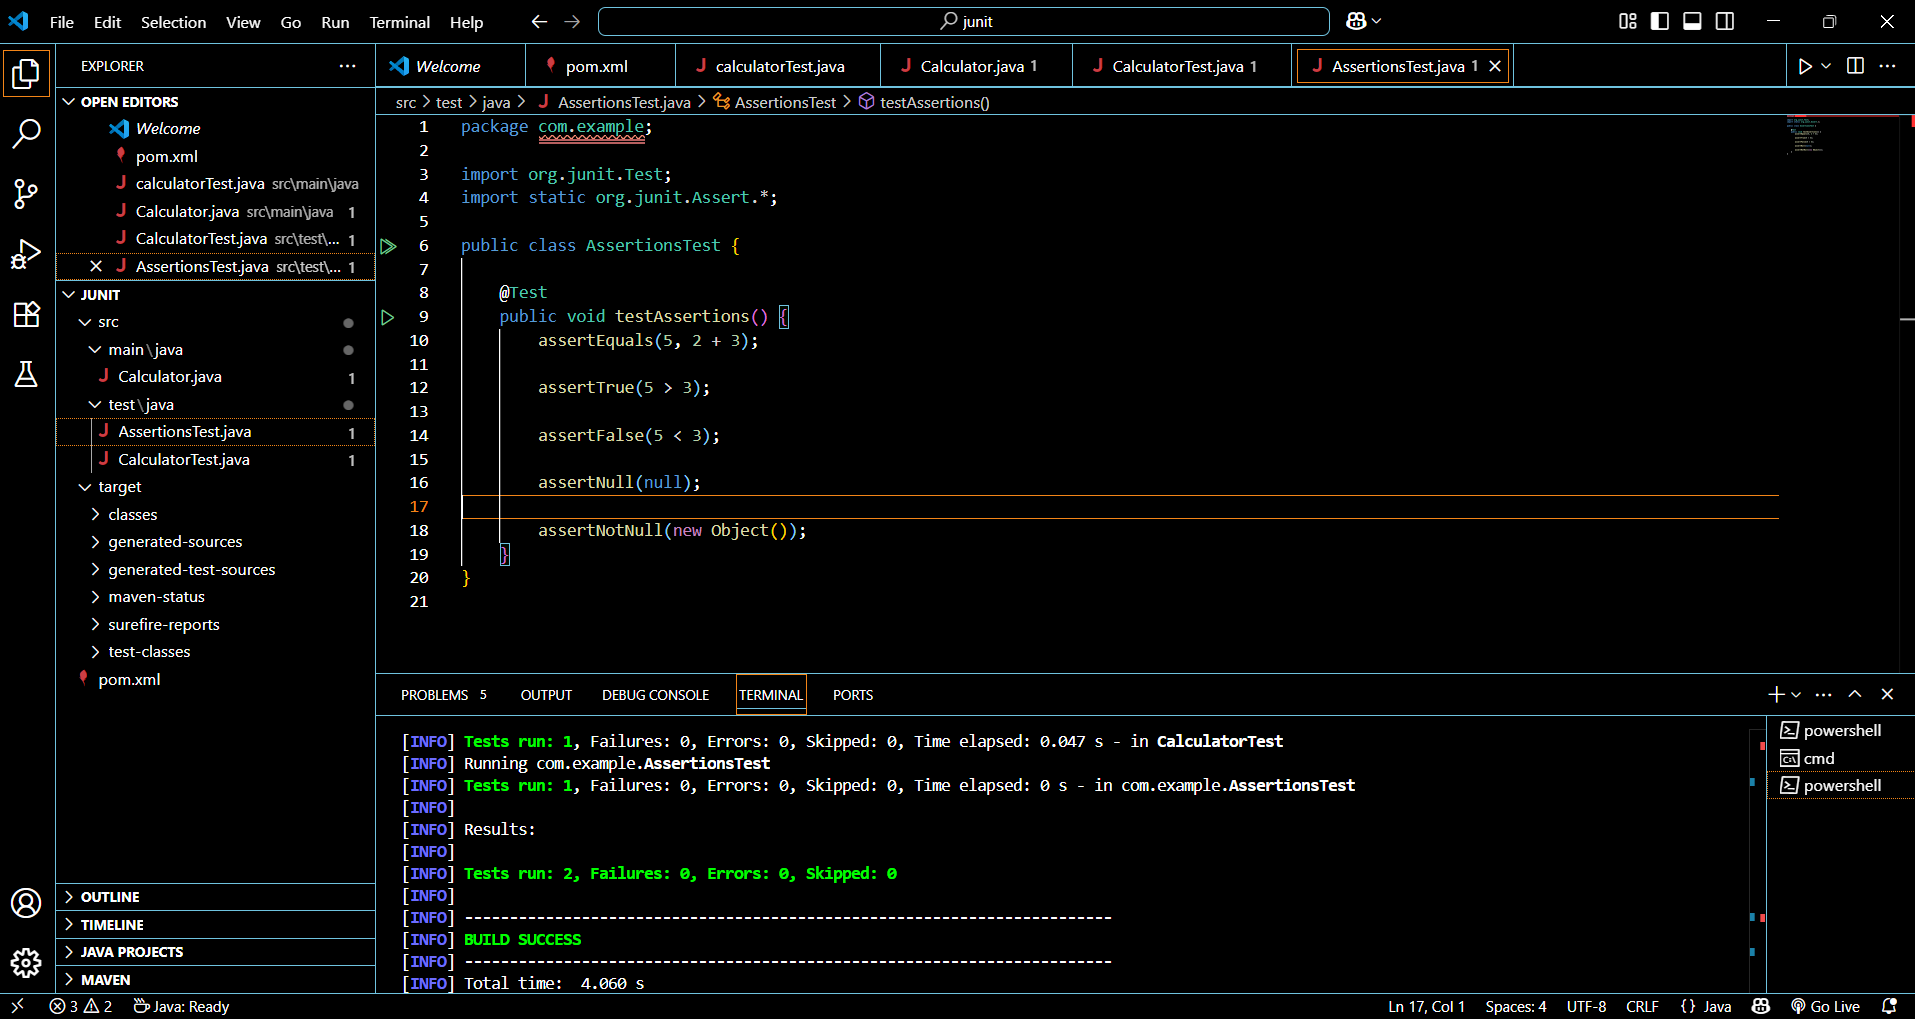 File Edit Selection View Go Run Terminal Help junit
EXPLORER
OPEN EDITORS
Welcome
pom.xml
calculatorTest.java src\main\java
Calculator.java src\main\java 1
CalculatorTest.java src\test\... 1
AssertionsTest.java src\test\... 1
JUNIT
src
main\java
Calculator.java 1
test\java
AssertionsTest.java 1
CalculatorTest.java 1
target
classes
generated-sources
generated-test-sources
maven-status
surefire-reports
test-classes
pom.xml
OUTLINE
TIMELINE
JAVA PROJECTS
MAVEN
Welcome pom.xml calculatorTest.java Calculator.java 1 CalculatorTest.java 1 AssertionsTest.java 1
src > test > java > AssertionsTest.java > AssertionsTest > testAssertions()
1 package com.example;
2
3 import org.junit.Test;
4 import static org.junit.Assert.*;
5
6 public class AssertionsTest {
7
8 @Test
9 public void testAssertions() {
10 assertEquals(5, 2 + 3);
11
12 assertTrue(5 > 3);
13
14 assertFalse(5 < 3);
15
16 assertNull(null);
17
18 assertNotNull(new Object());
19 }
20 }
21
PROBLEMS 5 OUTPUT DEBUG CONSOLE TERMINAL PORTS
[INFO] Tests run: 1, Failures: 0, Errors: 0, Skipped: 0, Time elapsed: 0.047 s - in CalculatorTest
[INFO] Running com.example.AssertionsTest
[INFO] Tests run: 1, Failures: 0, Errors: 0, Skipped: 0, Time elapsed: 0 s - in com.example.AssertionsTest
[INFO]
[INFO] Results:
[INFO]
[INFO] Tests run: 2, Failures: 0, Errors: 0, Skipped: 0
[INFO]
[INFO] ------------------------------------------------------------------------
[INFO] BUILD SUCCESS
[INFO] ------------------------------------------------------------------------
[INFO] Total time:  4.060 s
powershell
cmd
powershell
3 2 Java: Ready Ln 17, Col 1 Spaces: 4 UTF-8 CRLF {} Java Go Live